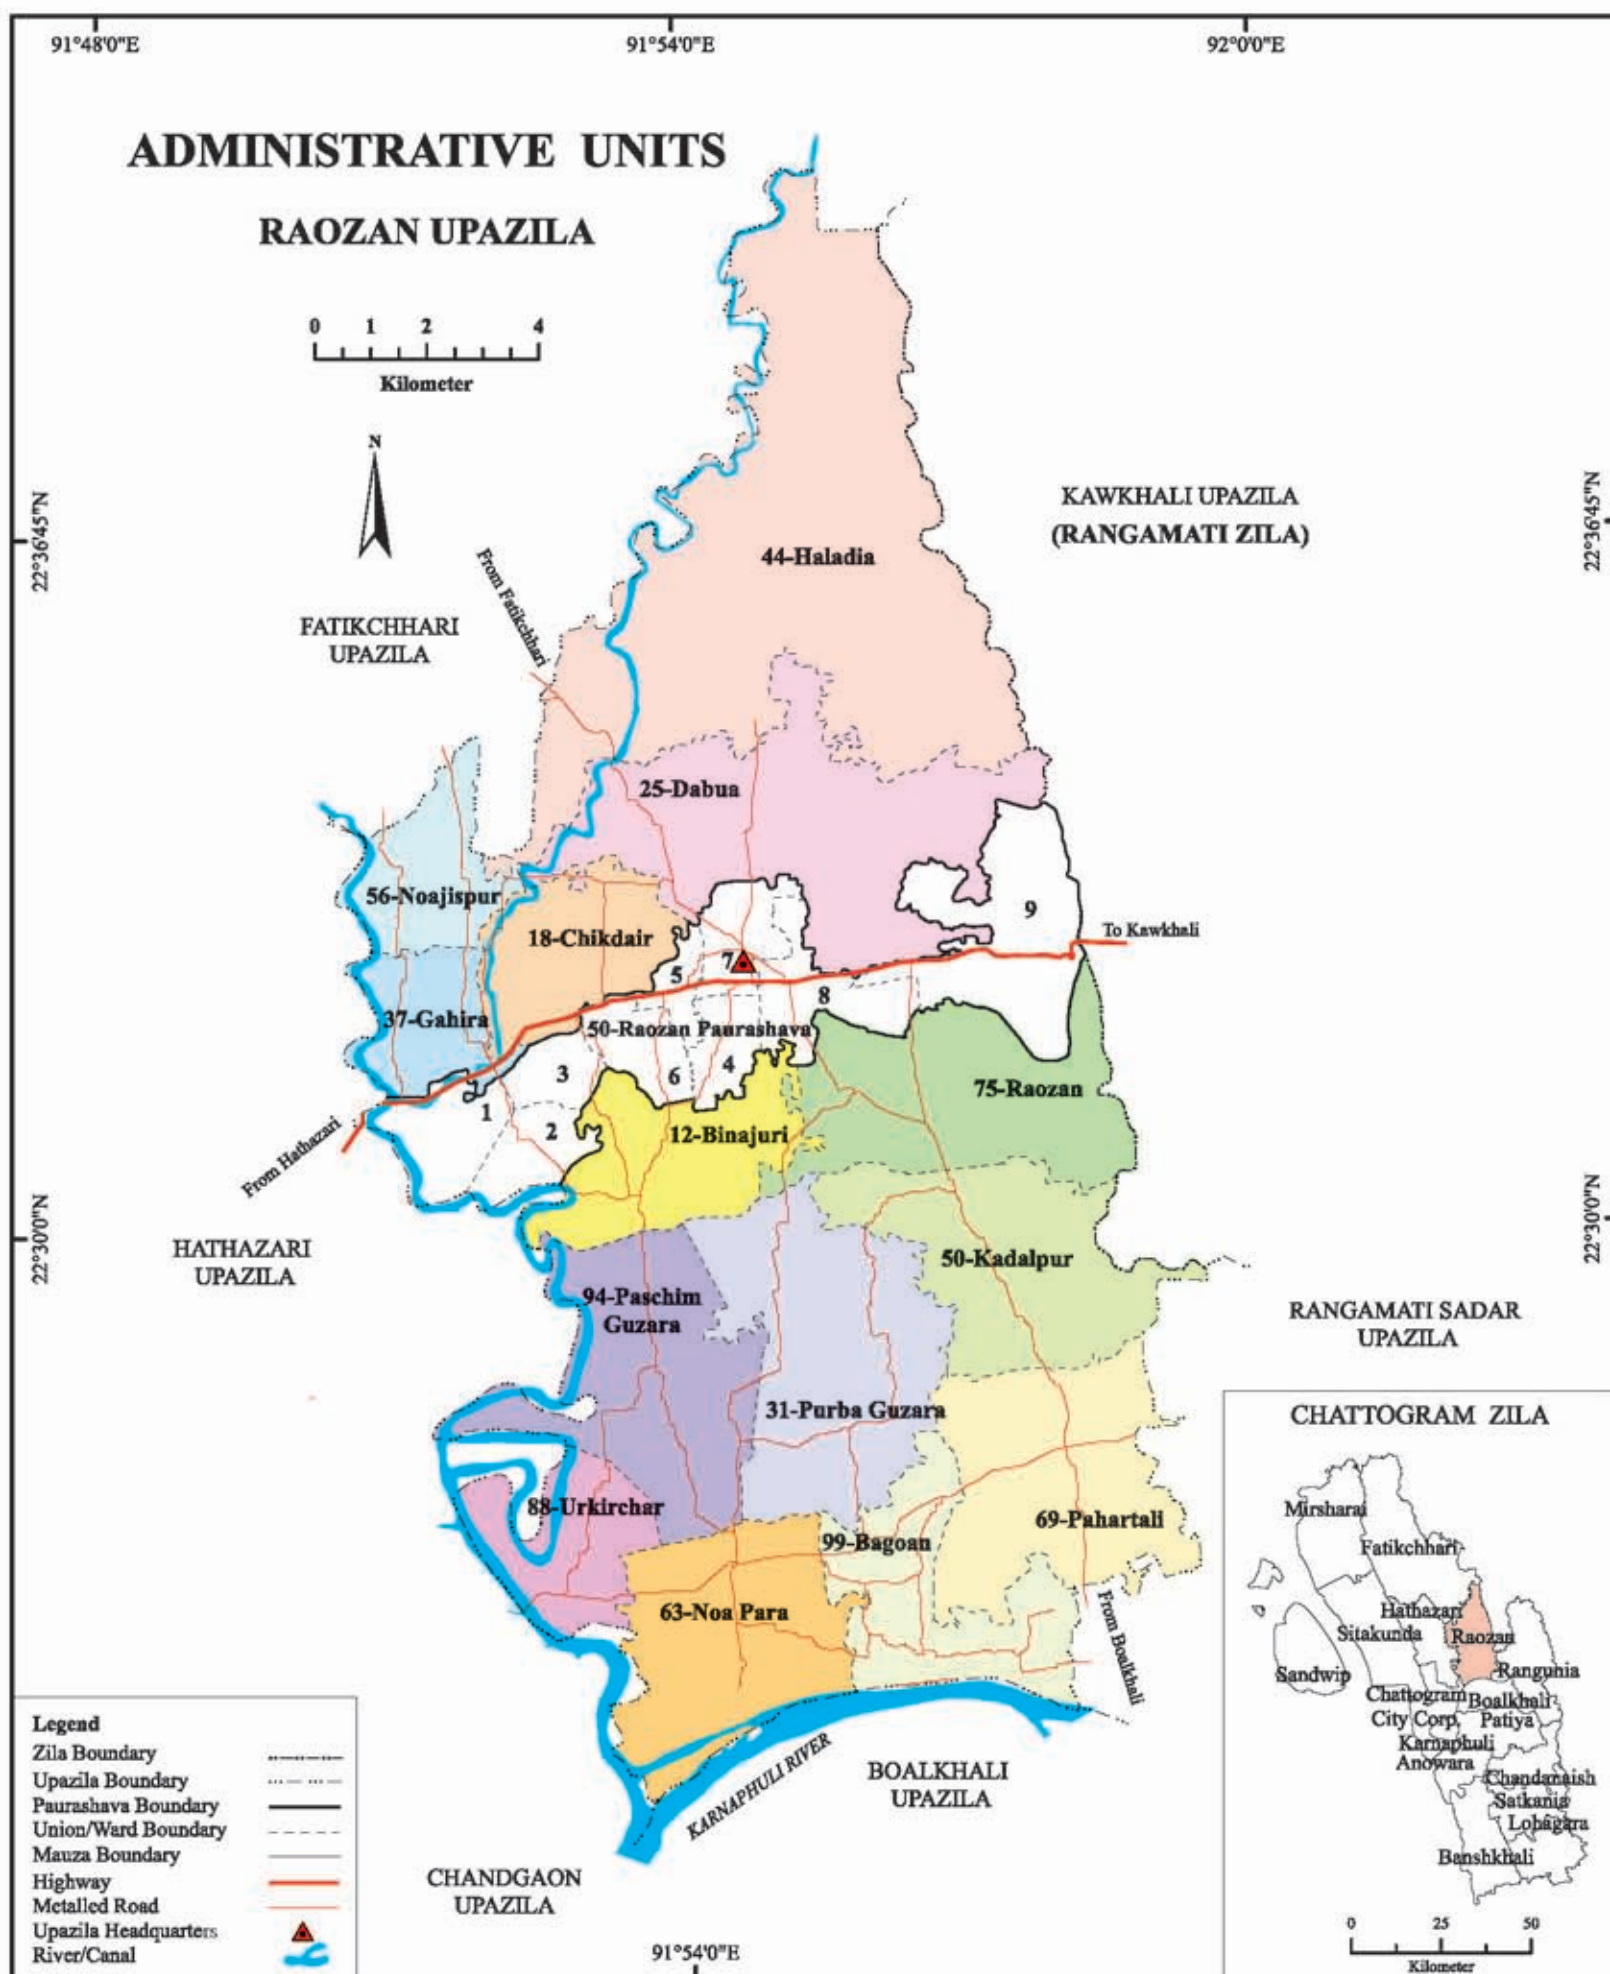 91°48'0"E
91°54'0"E
92°0'0"E
ADMINISTRATIVE UNITS
RAOZAN UPAZILA
0 1 2 4
Kilometer
N
22°36'45"N
22°36'45"N
KAWKHALI UPAZILA
(RANGAMATI ZILA)
44-Haladia
From Fatikchhari
FATIKCHHARI
UPAZILA
25-Dabua
56-Noajispur
9
18-Chikdair
To Kawkhali
7
5
8
37-Gahira
50-Raozan Paurashava
3
6
4
75-Raozan
1
2
12-Binajuri
From Hathazari
22°30'0"N
22°30'0"N
HATHAZARI
UPAZILA
50-Kadalpur
94-Paschim
Guzara
RANGAMATI SADAR
UPAZILA
31-Purba Guzara
88-Urkirchar
99-Bagoan
69-Pahartali
63-Noa Para
From Boalkhali
KARNAPHULI RIVER
BOALKHALI
UPAZILA
CHANDGAON
UPAZILA
91°54'0"E
Legend
Zila Boundary
Upazila Boundary
Paurashava Boundary
Union/Ward Boundary
Mauza Boundary
Highway
Metalled Road
Upazila Headquarters
River/Canal
CHATTOGRAM ZILA
Mirsharai
Fatikchhari
Hathazari
Sitakunda
Raozan
Sandwip
Rangunia
Chattogram
City Corp.
Boalkhali
Patiya
Karnaphuli
Anowara
Chandanaish
Satkania
Lohagara
Banshkhali
0 25 50
Kilometer